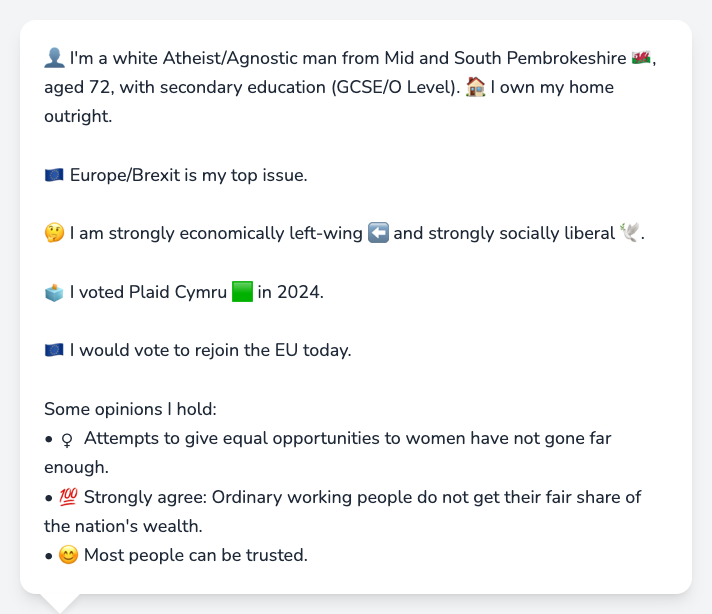 👤 I'm a white Atheist/Agnostic man from Mid and South Pembrokeshire 🏴󠁧󠁢󠁷󠁬󠁳󠁿,
aged 72, with secondary education (GCSE/O Level). 🏠 I own my home
outright.
🇪🇺 Europe/Brexit is my top issue.
🤔 I am strongly economically left-wing ⬅️ and strongly socially liberal 🕊️.
🗳️ I voted Plaid Cymru 🟩 in 2024.
🇪🇺 I would vote to rejoin the EU today.
Some opinions I hold:
• ♀ Attempts to give equal opportunities to women have not gone far
enough.
• 💯 Strongly agree: Ordinary working people do not get their fair share of
the nation's wealth.
• 😊 Most people can be trusted.